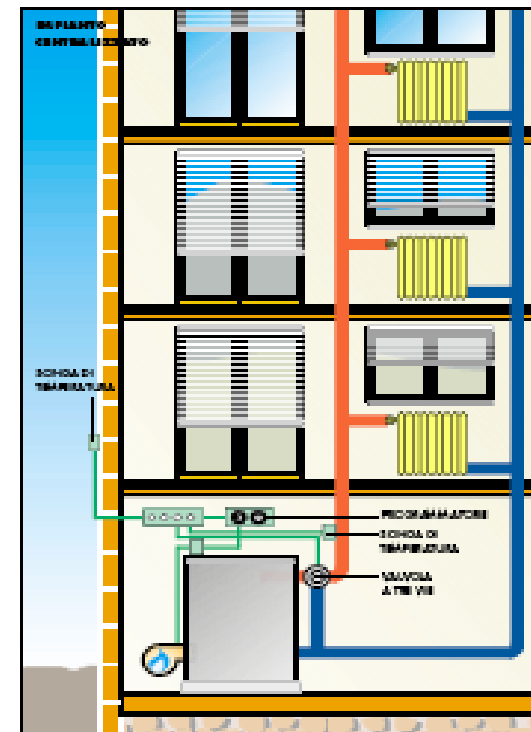 IMPIANTO
CENTRALIZZATO
SONDA DI
TEMPERATURA
PROGRAMMATORE
SONDA DI
TEMPERATURA
VALVOLA
A TRE VIE